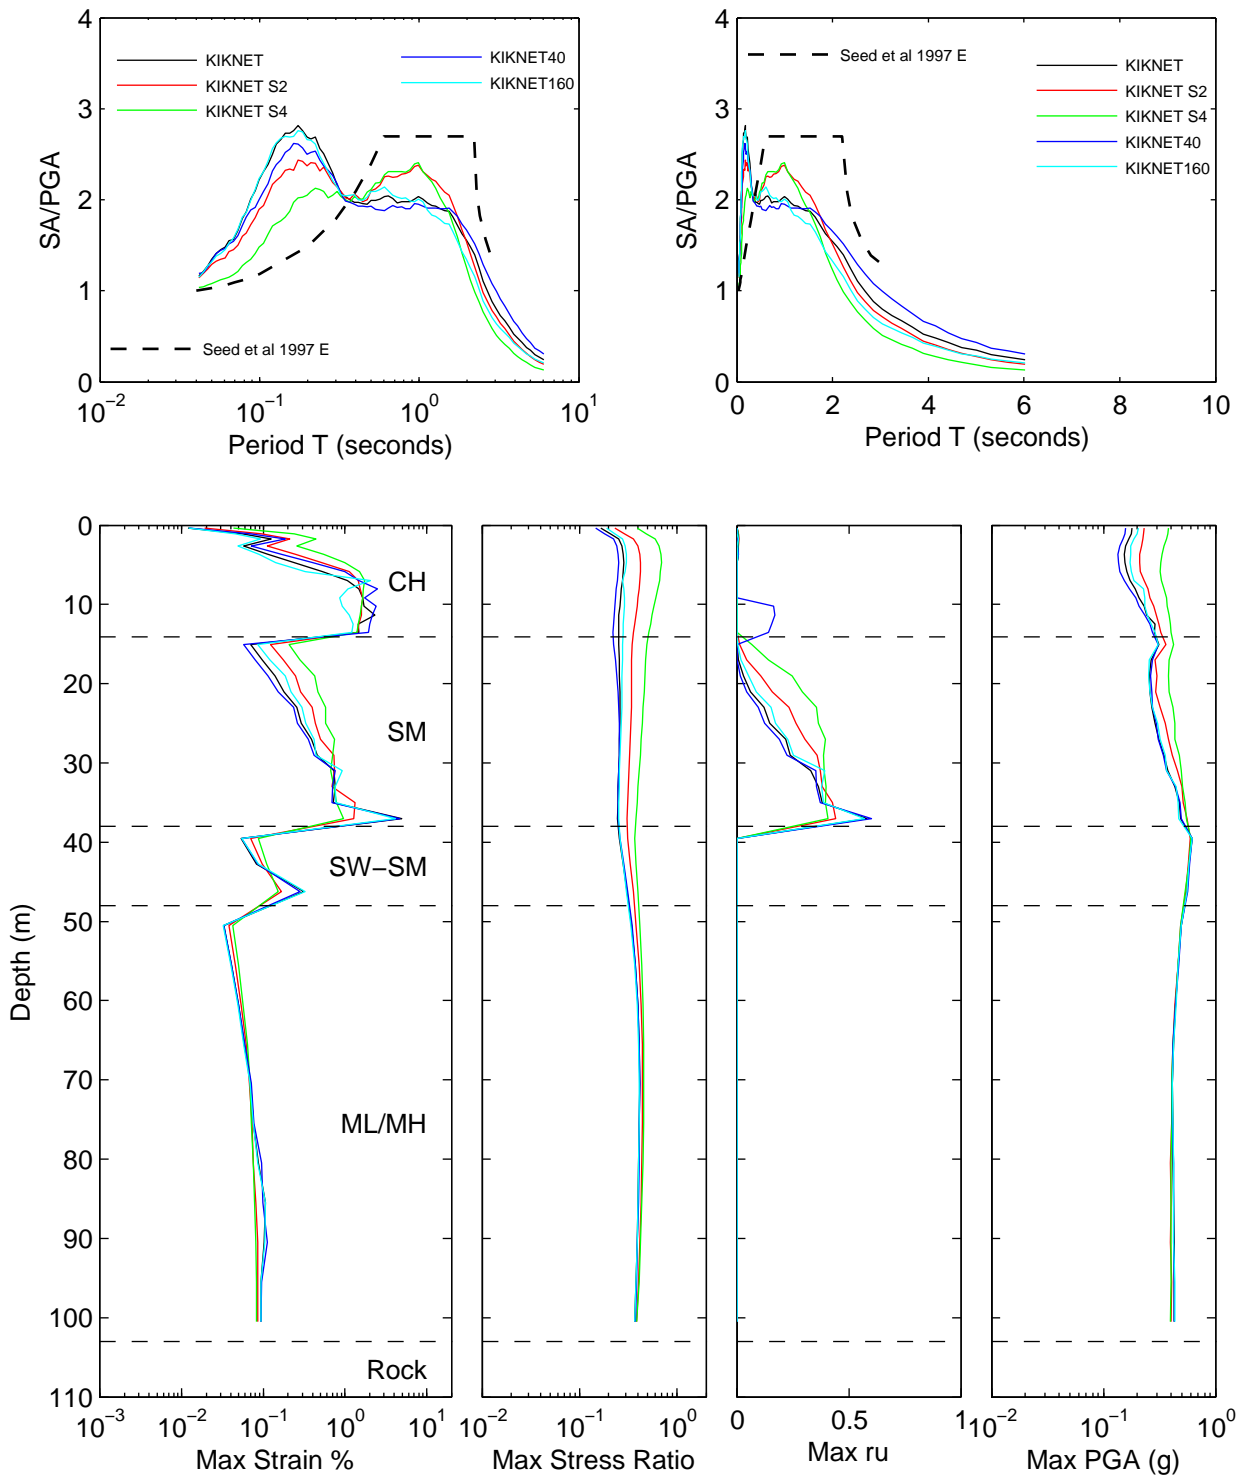 4
3
2
1
0
SA/PGA
KIKNET
KIKNET S2
KIKNET S4
KIKNET40
KIKNET160
Seed et al 1997 E
10^-2
10^-1
10^0
10^1
Period T (seconds)
4
3
2
1
0
SA/PGA
Seed et al 1997 E
KIKNET
KIKNET S2
KIKNET S4
KIKNET40
KIKNET160
0
2
4
6
8
10
Period T (seconds)
0
10
20
30
40
50
60
70
80
90
100
110
Depth (m)
CH
SM
SW−SM
ML/MH
Rock
10^-3
10^-2
10^-1
10^0
10^1
Max Strain %
10^-2
10^-1
10^0
Max Stress Ratio
0
0.5
1
Max ru
10^-2
10^-1
10^0
Max PGA (g)